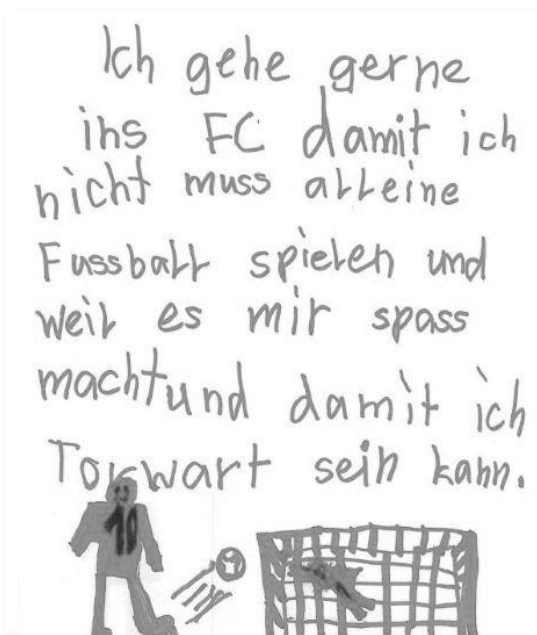 Ich gehe gerne
ins FC damit ich
nicht muss alleine
Fussball spielen und
weil es mir spass
machtund damit ich
Torwart sein kann.
10